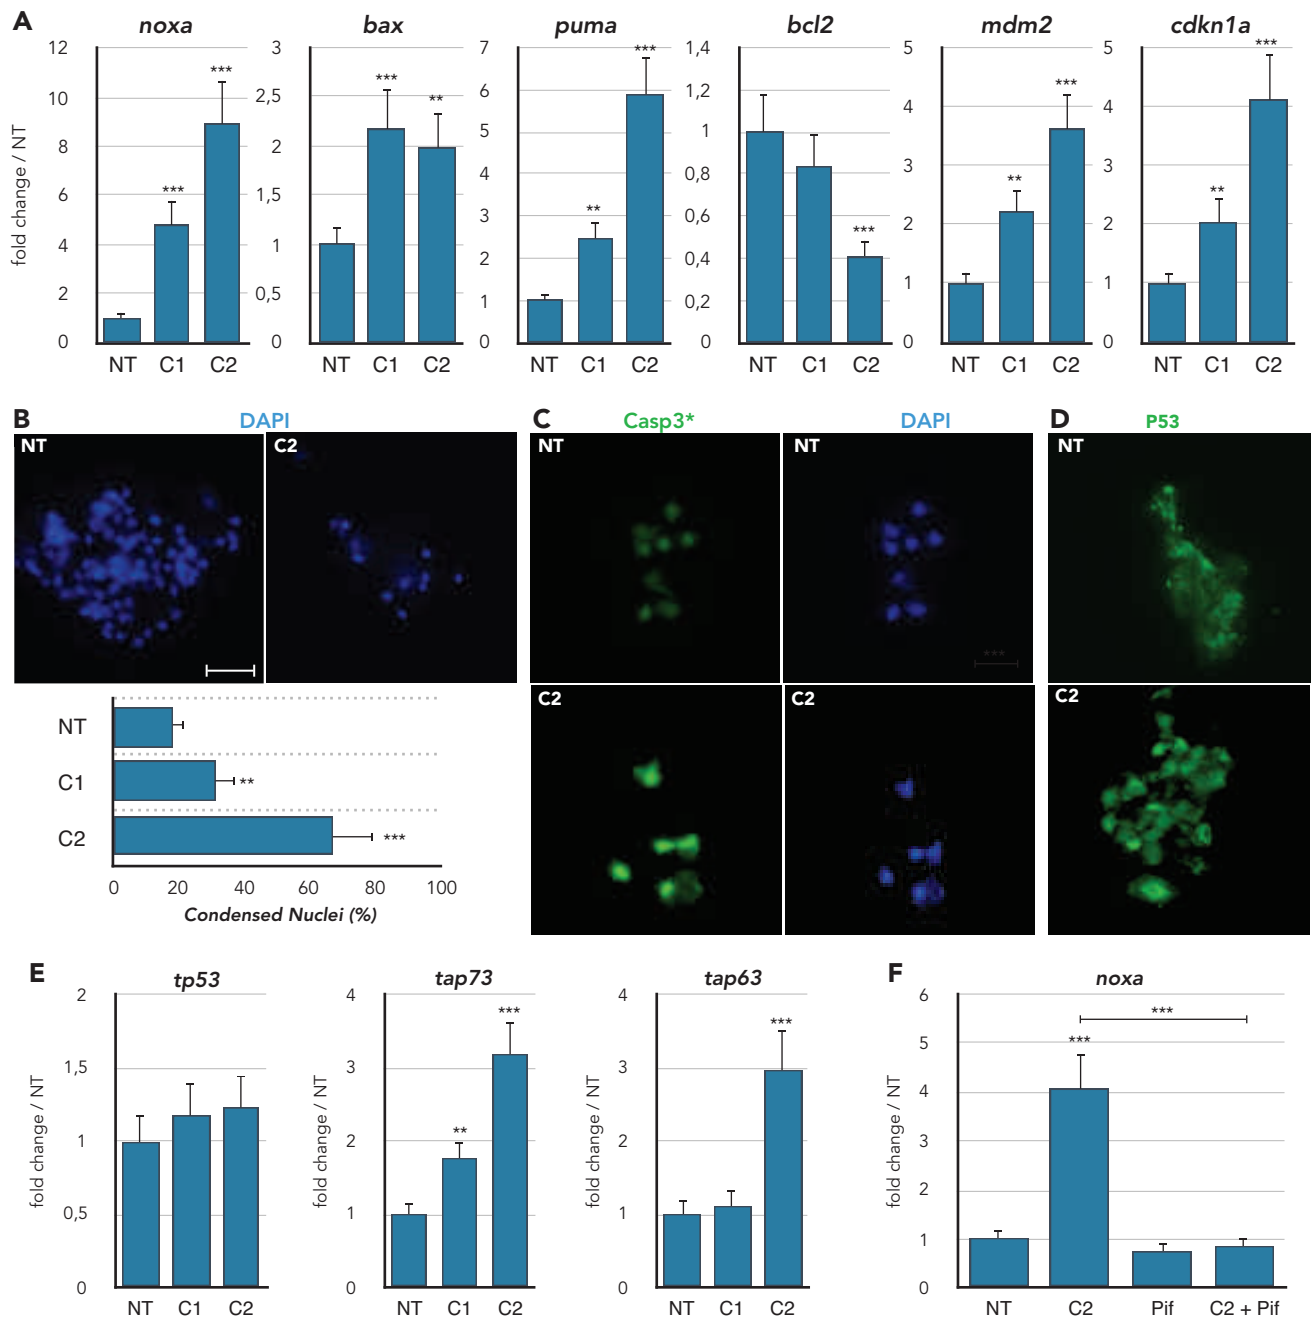 A
noxa
bax
puma
bcl2
mdm2
cdkn1a
fold change / NT
12
10
8
6
4
2
0
***
***
NT C1 C2
3
2,5
2
1,5
1
0,5
0
***
**
NT C1 C2
7
6
5
4
3
2
1
0
**
***
NT C1 C2
1,4
1,2
1
0,8
0,6
0,4
0,2
0
***
NT C1 C2
5
4
3
2
1
0
**
***
NT C1 C2
5
4
3
2
1
0
**
***
NT C1 C2
B
DAPI
NT
C2
NT
C1
**
C2
***
0 20 40 60 80 100
Condensed Nuclei (%)
C
Casp3*
DAPI
NT
NT
***
C2
C2
D
P53
NT
C2
E
tp53
fold change / NT
2
1,5
1
0,5
0
NT C1 C2
tap73
fold change / NT
4
3
2
1
0
**
***
NT C1 C2
tap63
fold change / NT
4
3
2
1
0
***
NT C1 C2
F
noxa
fold change / NT
6
5
4
3
2
1
0
***
***
NT C2 Pif C2 + Pif